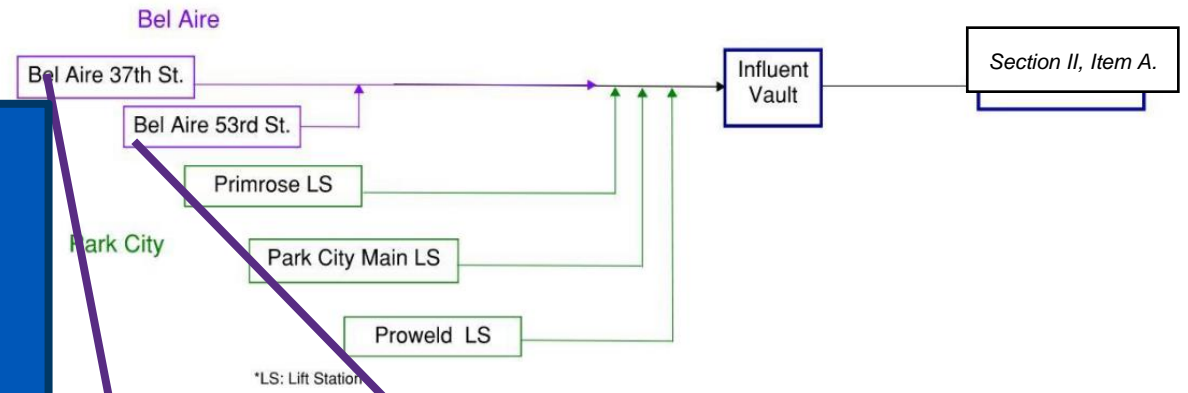 Bel Aire
Bel Aire 37th St.
Influent
Vault
Section II, Item A.
Bel Aire 53rd St.
Primrose LS
Park City
Park City Main LS
Proweld LS
*LS: Lift Station